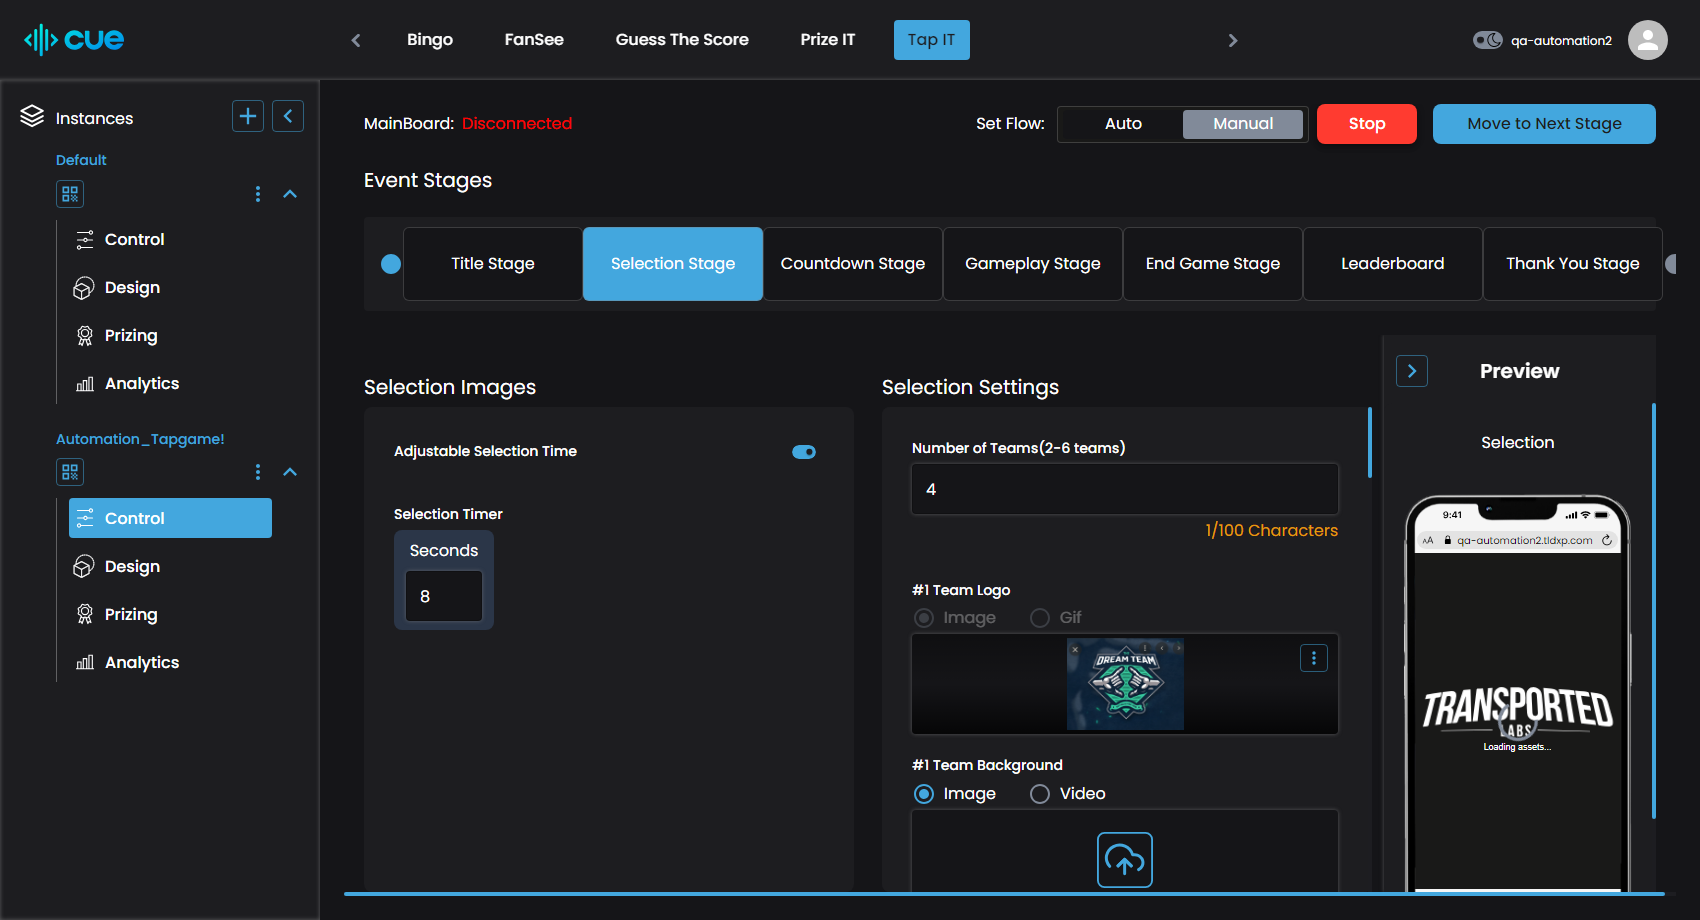 cue
Bingo
FanSee
Guess The Score
Prize IT
Tap IT
qa-automation2
Instances
Default
Control
Design
Prizing
Analytics
Automation_Tapgame!
Control
Design
Prizing
Analytics
MainBoard: Disconnected
Set Flow:
Auto
Manual
Stop
Move to Next Stage
Event Stages
Title Stage
Selection Stage
Countdown Stage
Gameplay Stage
End Game Stage
Leaderboard
Thank You Stage
Selection Images
Adjustable Selection Time
Selection Timer
Seconds
8
Selection Settings
Number of Teams(2-6 teams)
4
1/100 Characters
#1 Team Logo
Image
Gif
DREAM TEAM
#1 Team Background
Image
Video
Preview
Selection
9:41
AA
qa-automation2.tldxp.com
TRANSPORTED
LABS
Loading assets...